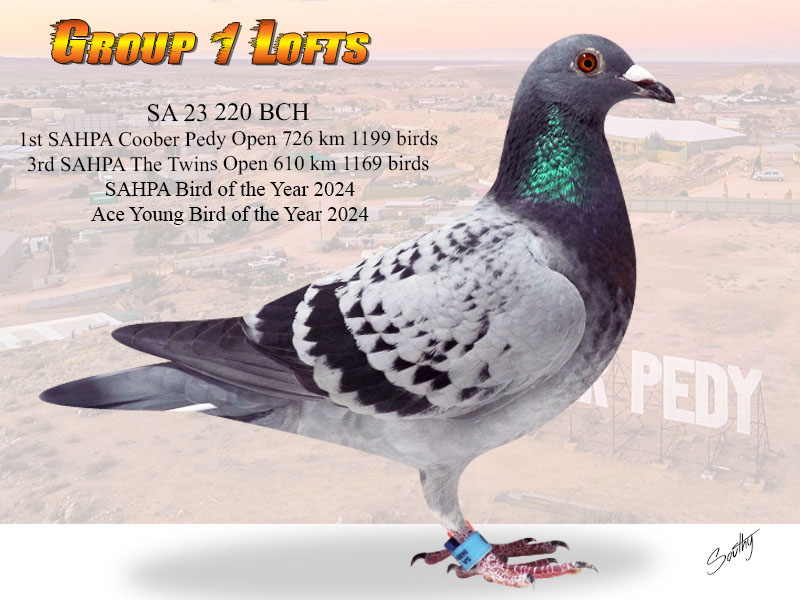 Group 1 Lofts
SA 23 220 BCH
1st SAHPA Coober Pedy Open 726 km 1199 birds
3rd SAHPA The Twins Open 610 km 1169 birds
SAHPA Bird of the Year 2024
Ace Young Bird of the Year 2024
PEDY
Southy